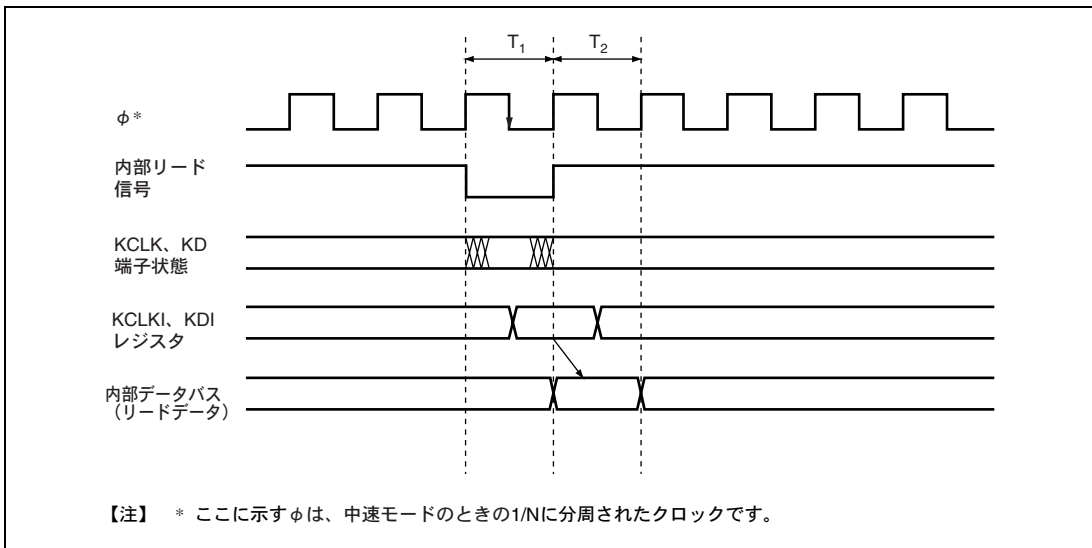 T1 T2
φ*
内部リード
信号
KCLK、KD
端子状態
KCLKI、KDI
レジスタ
内部データバス
（リードデータ）
【注】 * ここに示すφは、中速モードのときの1/Nに分周されたクロックです。